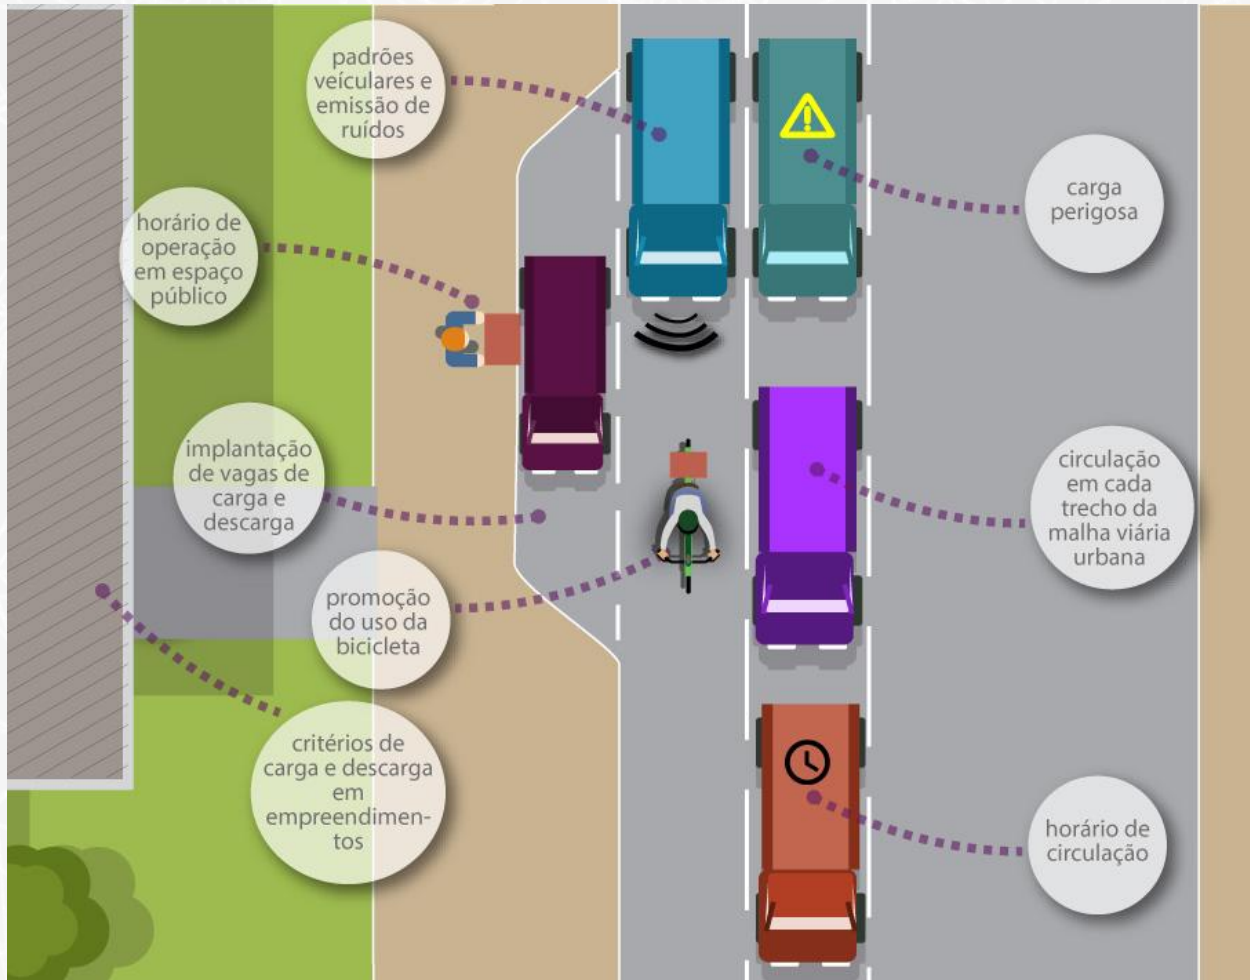 padrões
veículares e
emissão de
ruídos
carga
perigosa
horário de
operação
em espaço
público
implantação
de vagas de
carga e
descarga
circulação
em cada
trecho da
malha viária
urbana
promoção
do uso da
bicicleta
critérios de
carga e descarga
em
empreendimen-
tos
horário de
circulação